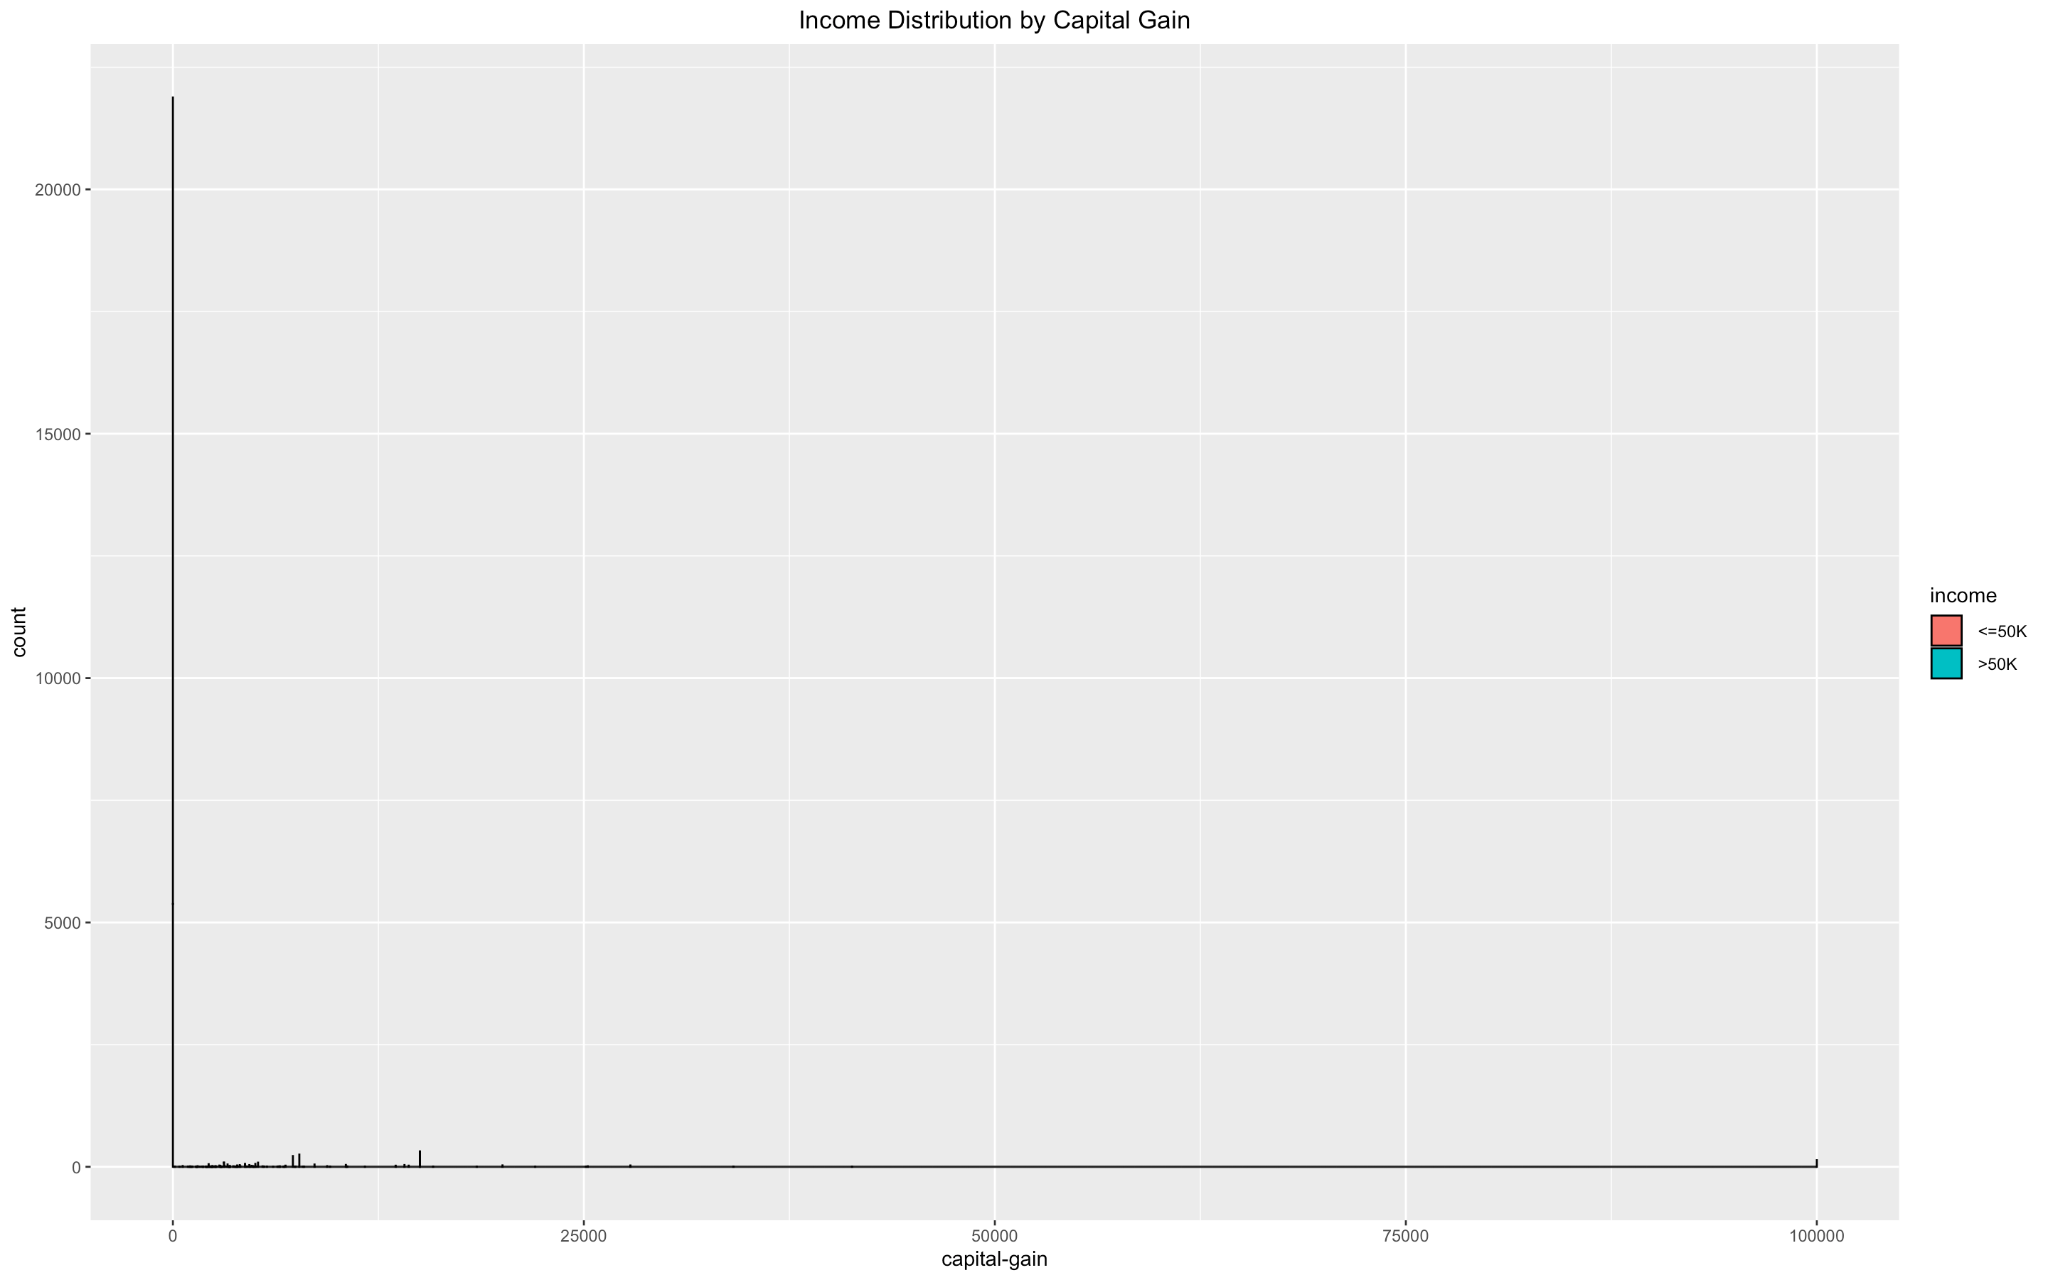 Income Distribution by Capital Gain
20000
15000
10000
5000
0
count
0 25000 50000 75000 100000
capital-gain
income
<=50K
>50K